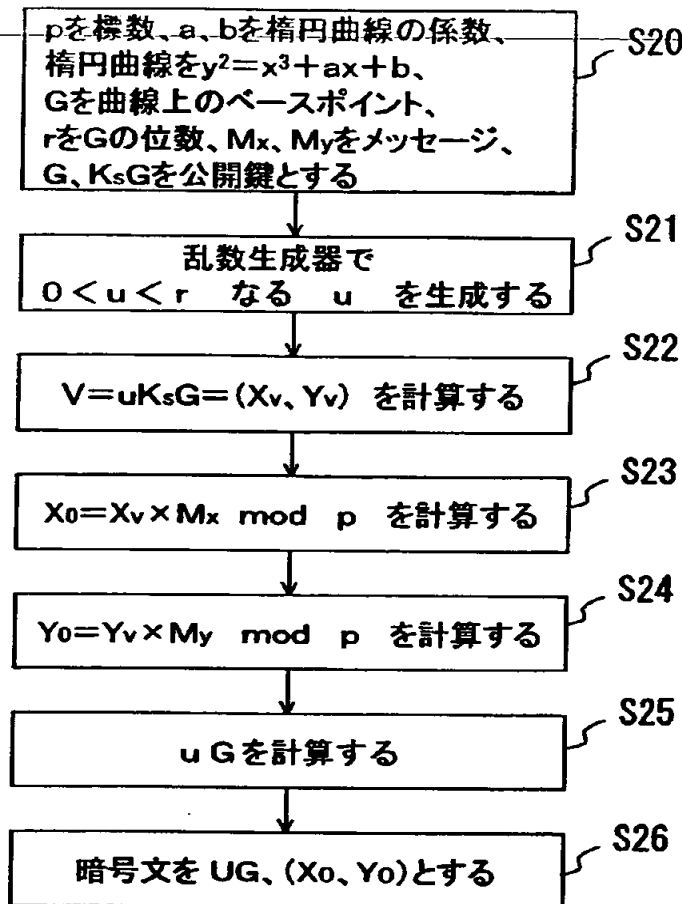 pを標数、a、bを楕円曲線の係数、
楕円曲線をy²=x³+ax+b、
Gを曲線上のベースポイント、
rをGの位数、Mx、Myをメッセージ、
G、KsGを公開鍵とする
S20
乱数生成器で
0<u<r なる u を生成する
S21
V=uKsG=(Xv、Yv) を計算する
S22
X0=Xv×Mx mod p を計算する
S23
Y0=Yv×My mod p を計算する
S24
uGを計算する
S25
暗号文をUG、(X0、Y0)とする
S26